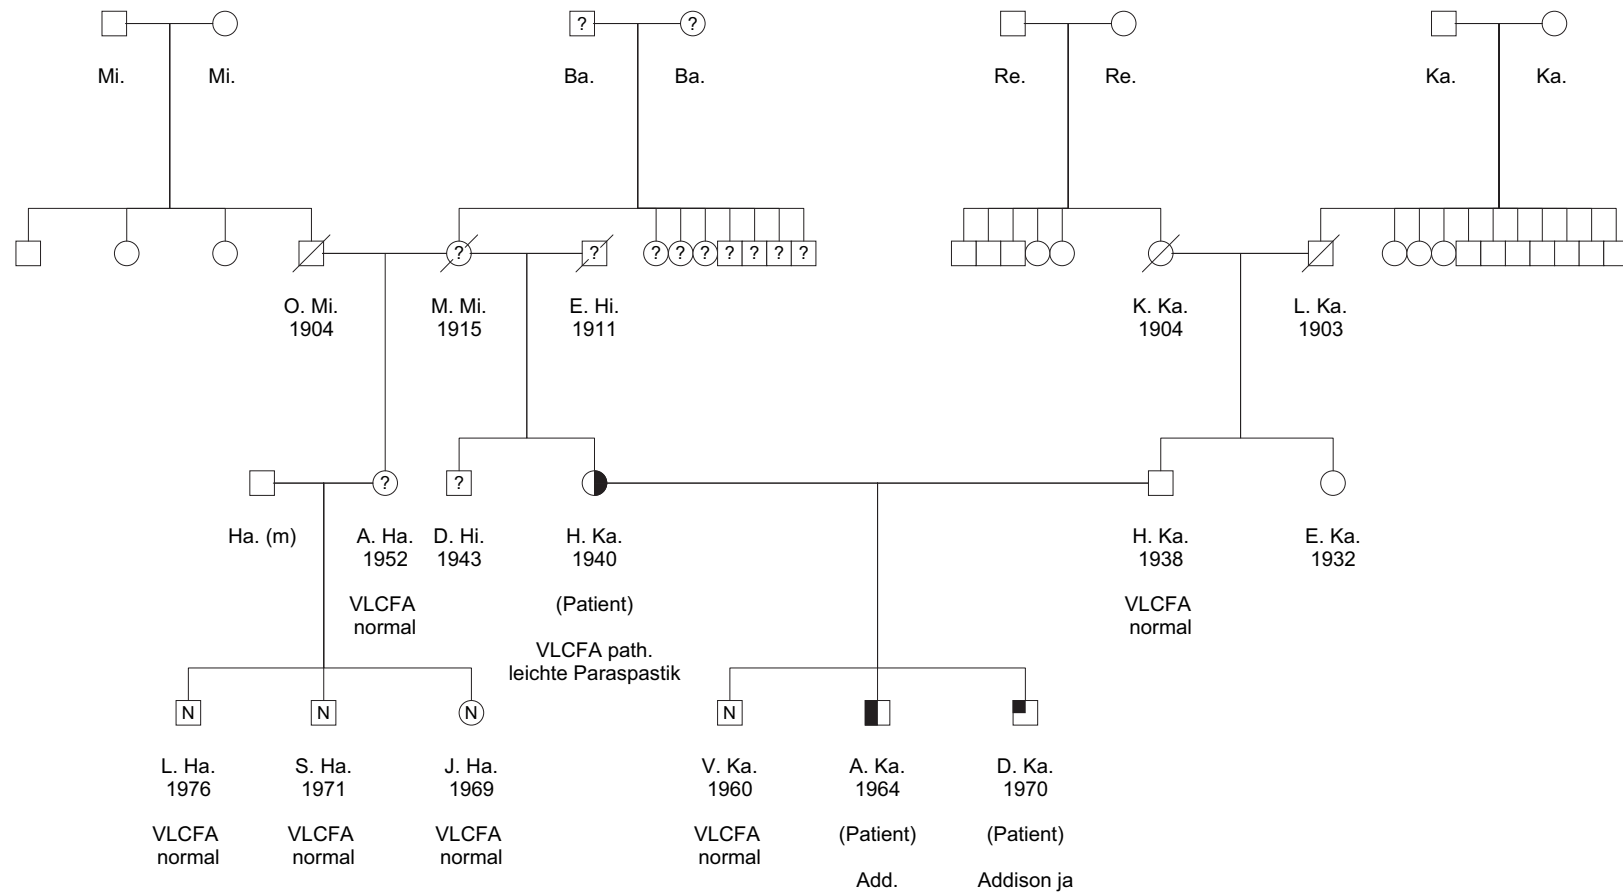 ? ?
Mi. Mi. Ba. Ba. Re. Re. Ka. Ka.
? ? ? ? ? ? ? ? ?
O. Mi. M. Mi. E. Hi. K. Ka. L. Ka.
1904 1915 1911 1904 1903
? ?
Ha. (m) A. Ha. D. Hi. H. Ka. H. Ka. E. Ka.
1952 1943 1940 1938 1932
VLCFA (Patient) VLCFA
normal normal
VLCFA path.
leichte Paraspastik
N N N N
L. Ha. S. Ha. J. Ha. V. Ka. A. Ka. D. Ka.
1976 1971 1969 1960 1964 1970
VLCFA VLCFA VLCFA VLCFA (Patient) (Patient)
normal normal normal normal
Add. Addison ja